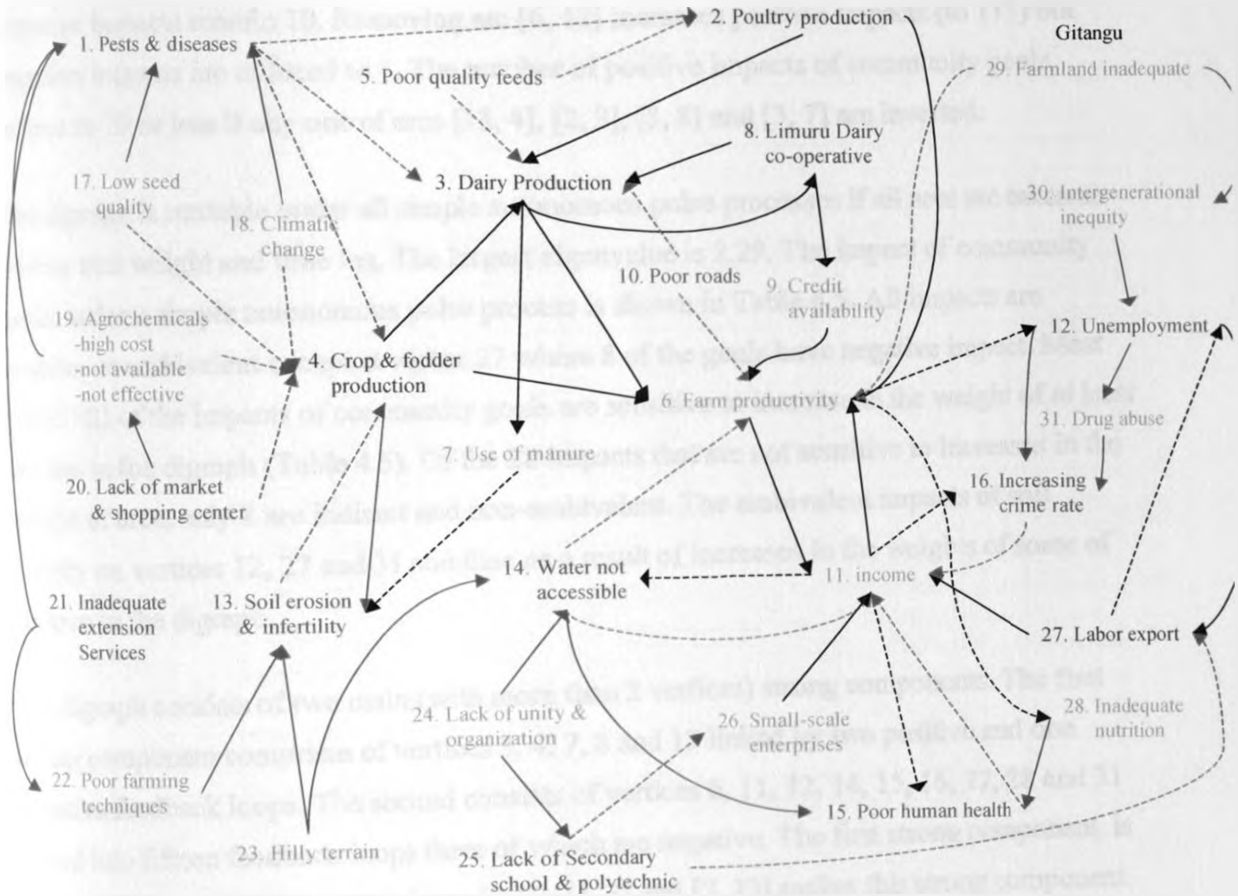 2. Poultry production
1. Pests & diseases
Gitangu
5. Poor quality feeds
29. Farmland inadequate
8. Limuru Dairy
co-operative
3. Dairy Production
17. Low seed
quality
30. Intergenerational
inequity
18. Climatic
change
10. Poor roads
9. Credit
availability
19. Agrochemicals
-high cost
-not available
-not effective
12. Unemployment
4. Crop & fodder
production
6. Farm productivity
31. Drug abuse
7. Use of manure
20. Lack of market
& shopping center
16. Increasing
crime rate
14. Water not
accessible
11. income
21. Inadequate
extension
Services
13. Soil erosion
& infertility
27. Labor export
24. Lack of unity &
organization
26. Small-scale
enterprises
28. Inadequate
nutrition
22. Poor farming
techniques
15. Poor human health
23. Hilly terrain
25. Lack of Secondary
school & polytechnic